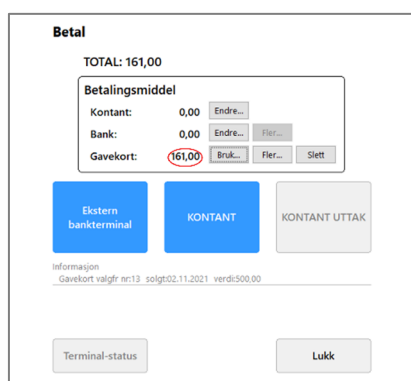 Betal
TOTAL: 161,00
Betalingsmiddel
Kontant: 0,00 Endre...
Bank: 0,00 Endre... Fler...
Gavekort: 161,00 Bruk... Fler... Slett
Ekstern bankterminal
KONTANT
KONTANT UTTAK
Informasjon
Gavekort valgfr nr:13 solgt:02.11.2021 verdi:500,00
Terminal-status
Lukk